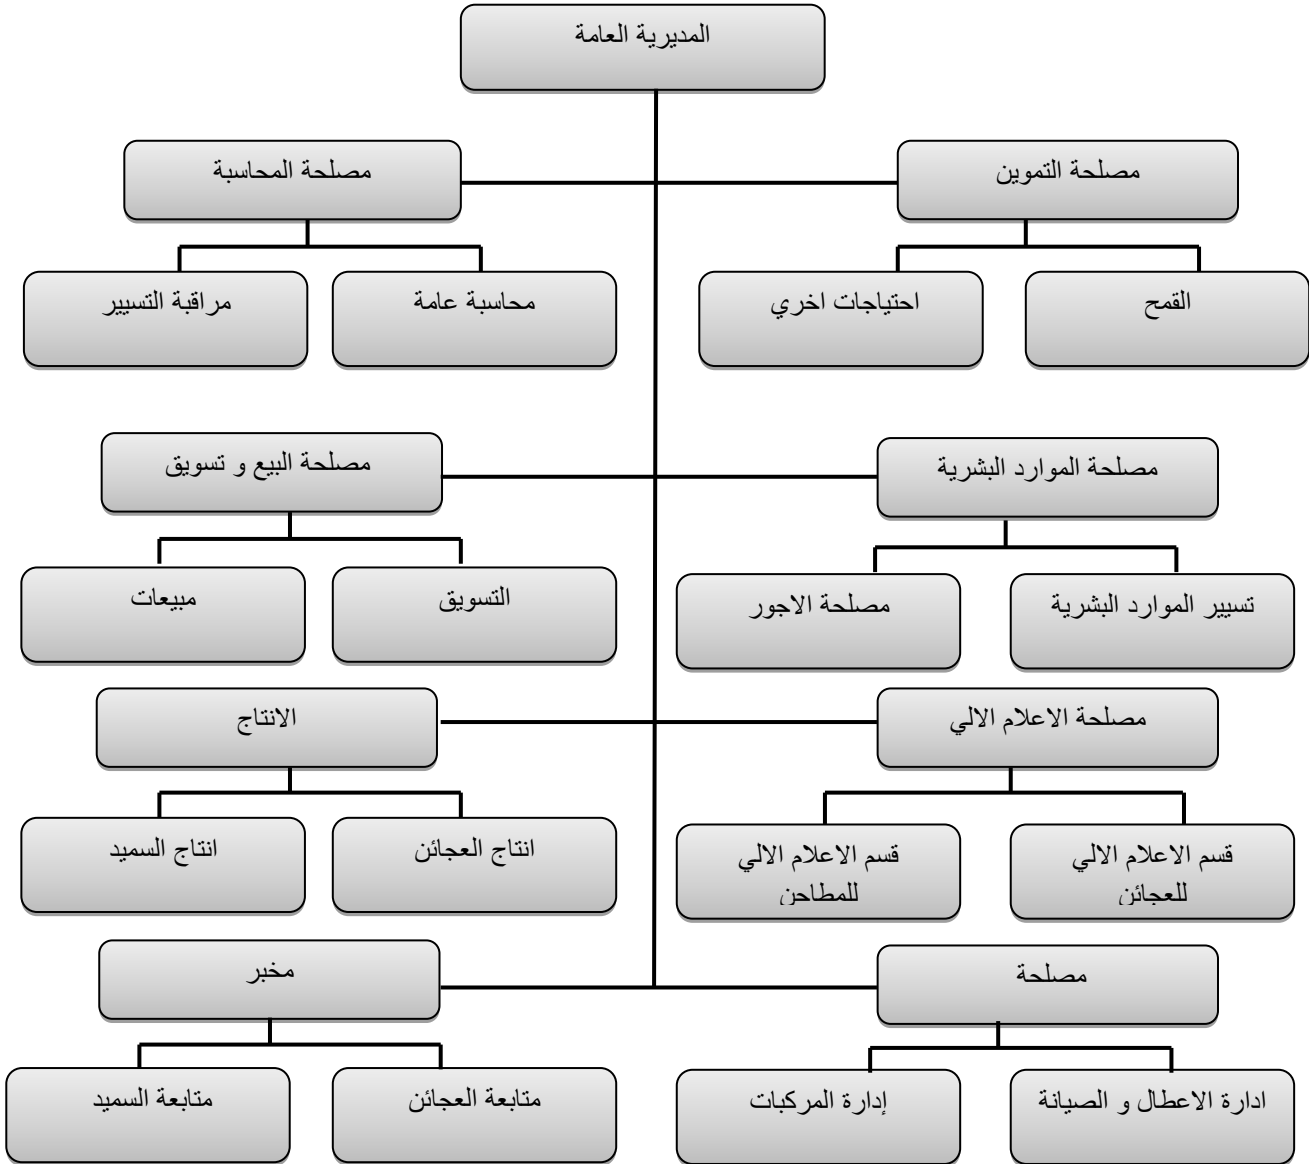 المديرية العامة
مصلحة التموين
مصلحة المحاسبة
القمح
احتياجات اخري
محاسبة عامة
مراقبة التسيير
مصلحة الموارد البشرية
مصلحة البيع و تسويق
تسيير الموارد البشرية
مصلحة الاجور
التسويق
مبيعات
مصلحة الاعلام الالي
الانتاج
قسم الاعلام الالي
للعجائن
قسم الاعلام الالي
للمطاحن
انتاج العجائن
انتاج السميد
مصلحة
مخبر
ادارة الاعطال و الصيانة
إدارة المركبات
متابعة العجائن
متابعة السميد